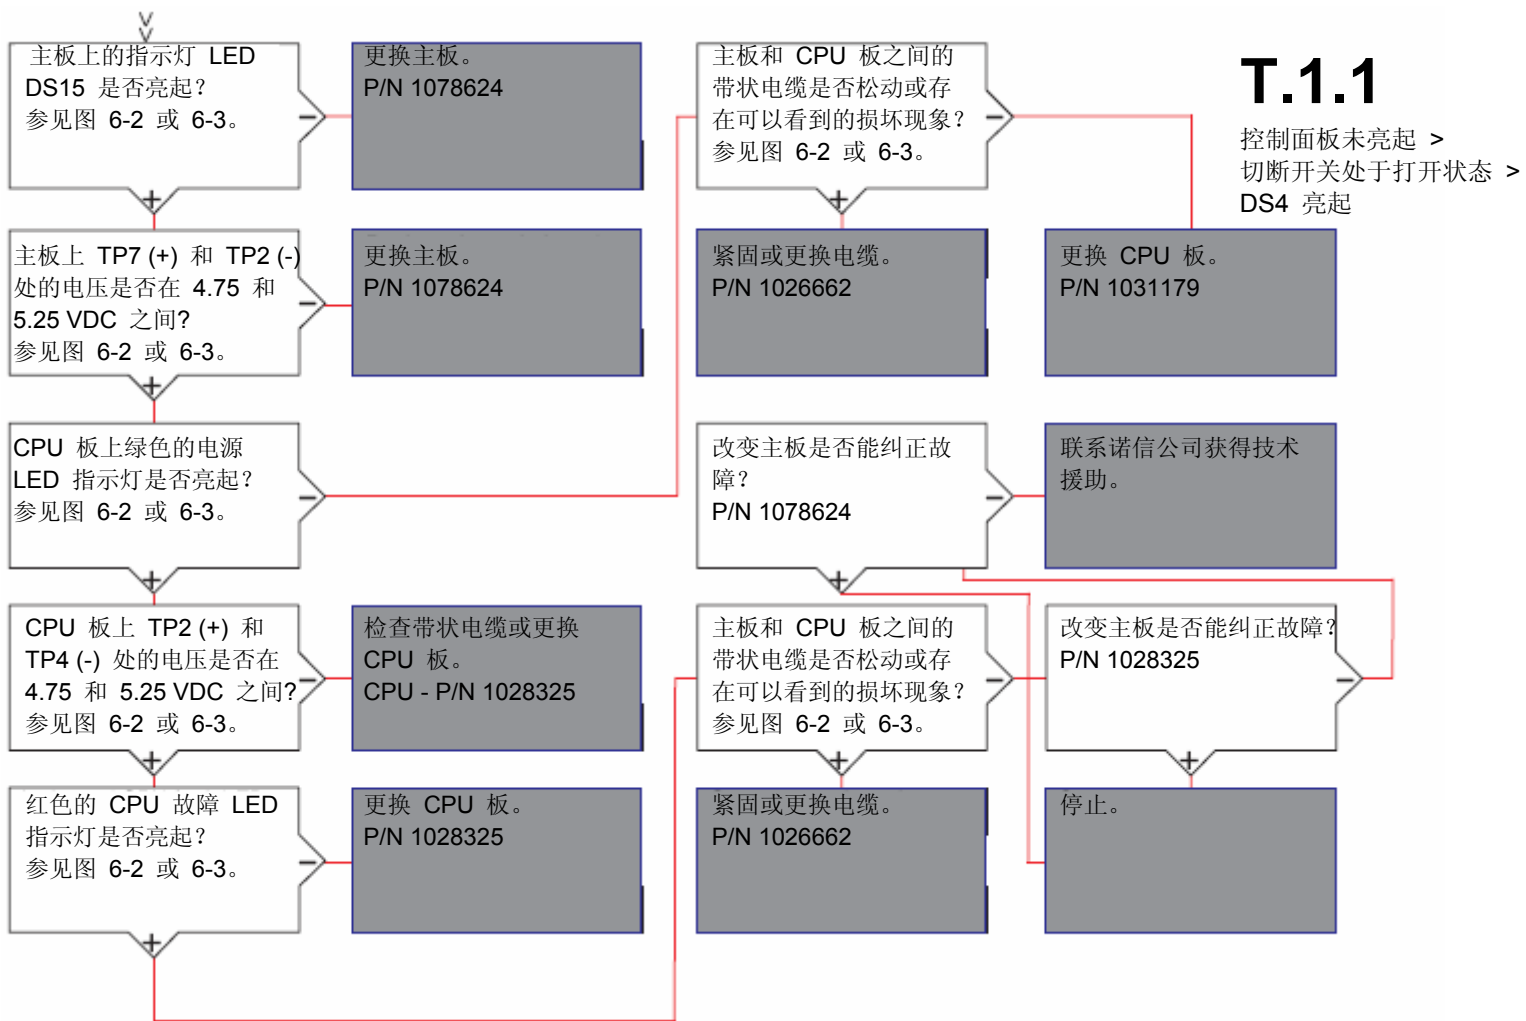 主板上的指示灯 LED
DS15 是否亮起？
参见图 6-2 或 6-3。
更换主板。
P/N 1078624
主板和 CPU 板之间的
带状电缆是否松动或存
在可以看到的损坏现象？
参见图 6-2 或 6-3。
T.1.1
控制面板未亮起 >
切断开关处于打开状态 >
DS4 亮起
主板上 TP7 (+) 和 TP2 (-)
处的电压是否在 4.75 和
5.25 VDC 之间?
参见图 6-2 或 6-3。
更换主板。
P/N 1078624
紧固或更换电缆。
P/N 1026662
更换 CPU 板。
P/N 1031179
CPU 板上绿色的电源
LED 指示灯是否亮起？
参见图 6-2 或 6-3。
改变主板是否能纠正故
障？
P/N 1078624
联系诺信公司获得技术
援助。
CPU 板上 TP2 (+) 和
TP4 (-) 处的电压是否在
4.75 和 5.25 VDC 之间?
参见图 6-2 或 6-3。
检查带状电缆或更换
CPU 板。
CPU - P/N 1028325
主板和 CPU 板之间的
带状电缆是否松动或存
在可以看到的损坏现象？
参见图 6-2 或 6-3。
改变主板是否能纠正故障？
P/N 1028325
红色的 CPU 故障 LED
指示灯是否亮起？
参见图 6-2 或 6-3。
更换 CPU 板。
P/N 1028325
紧固或更换电缆。
P/N 1026662
停止。